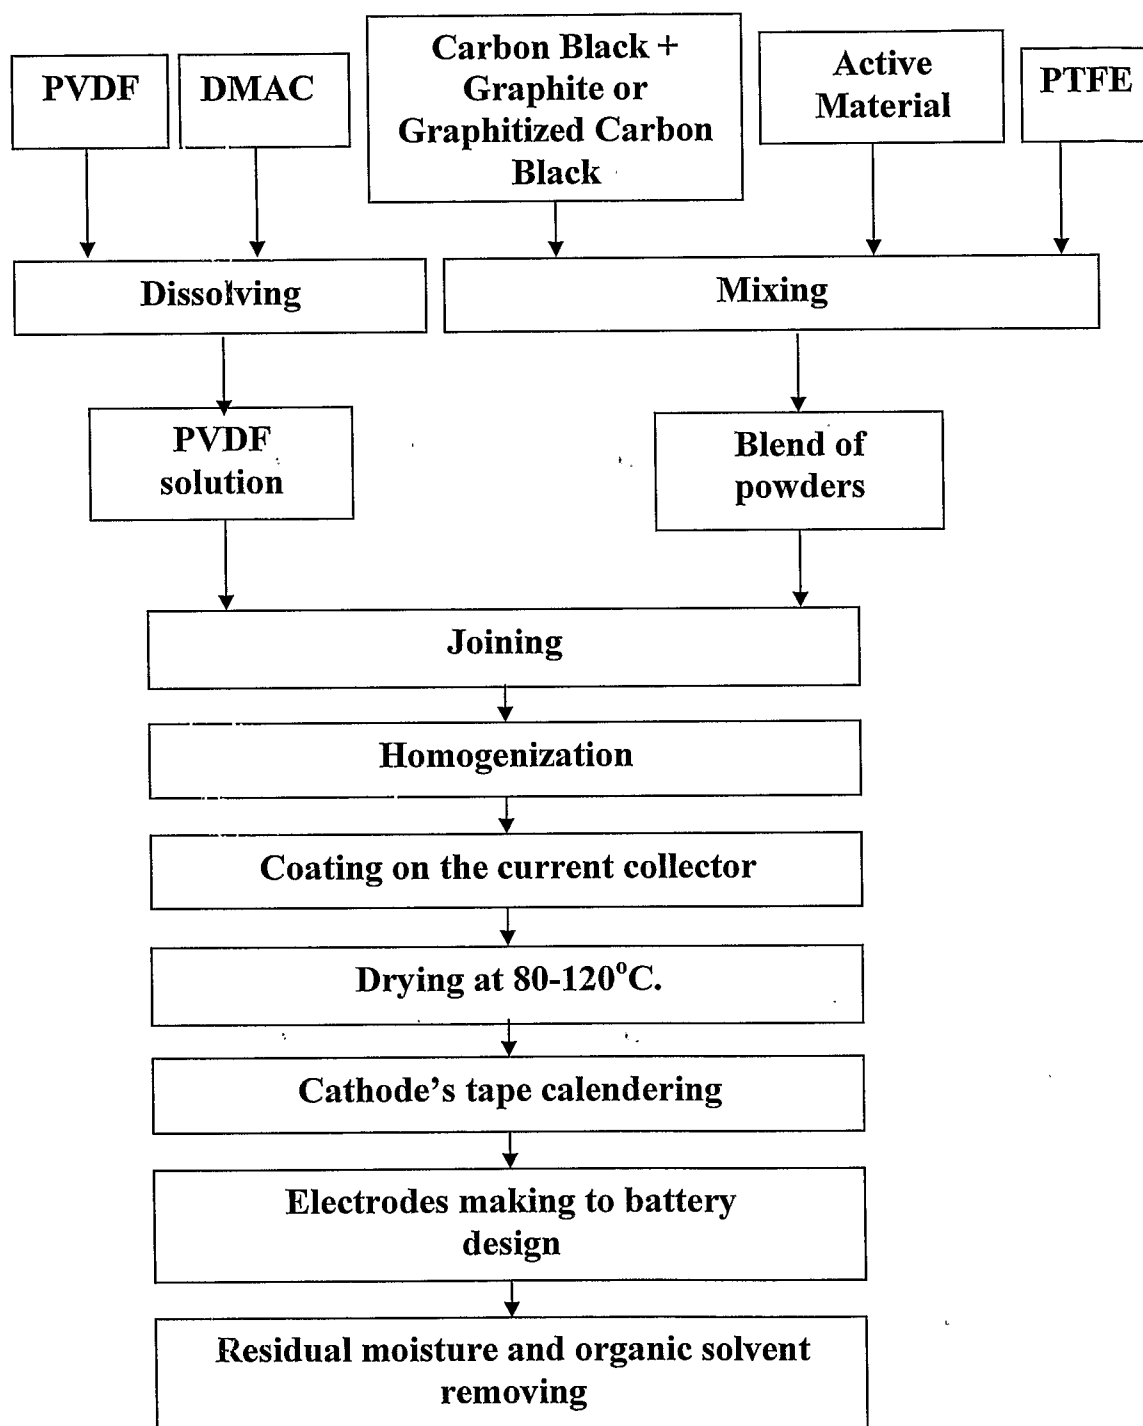 PVDF
DMAC
Carbon Black +
Graphite or
Graphitized Carbon
Black
Active
Material
PTFE
Dissolving
Mixing
PVDF
solution
Blend of
powders
Joining
Homogenization
Coating on the current collector
Drying at 80-120°C.
Cathode's tape calendering
Electrodes making to battery
design
Residual moisture and organic solvent
removing